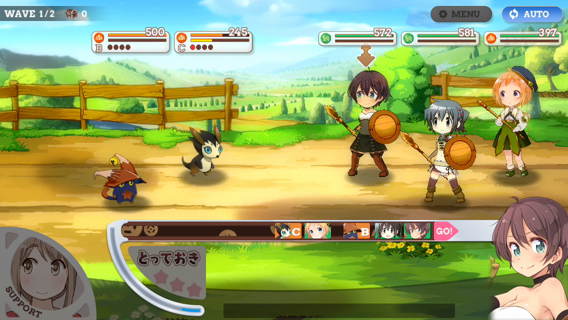 WAVE 1/2 0
MENU
AUTO
500
B
245
C
572
581
397
C
B
GO!
とっておき
SUPPORT